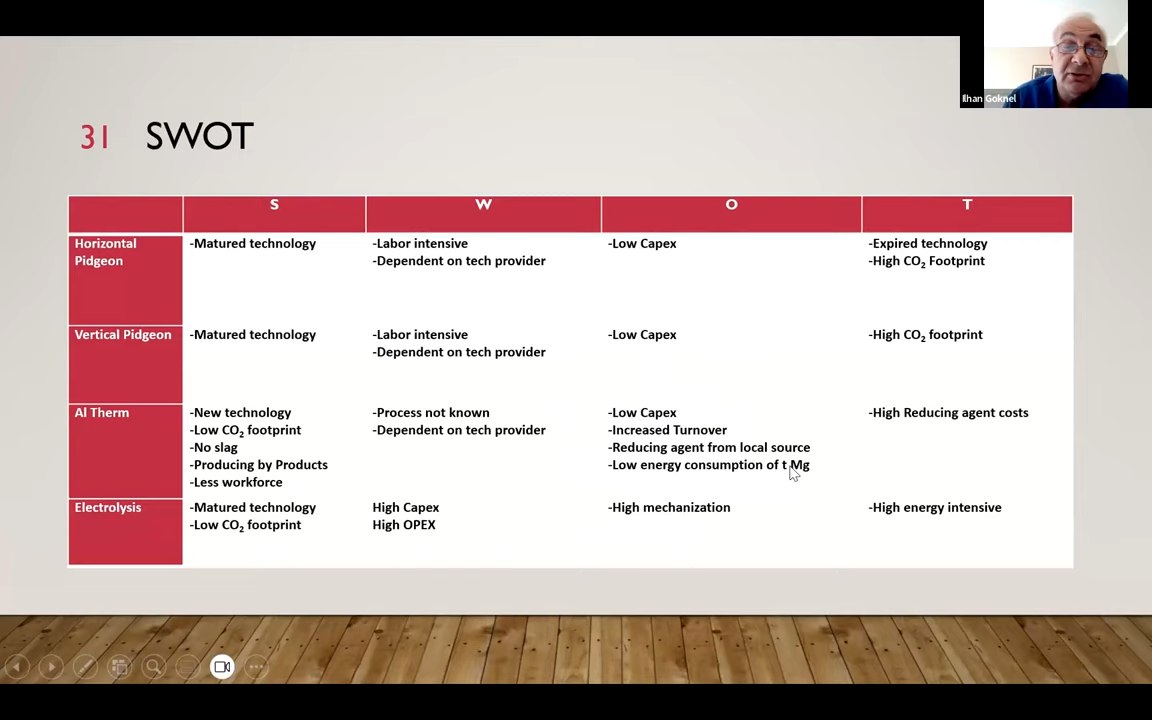 Ilhan Goknel
31 SWOT
S W O T
Horizontal Pidgeon
-Matured technology
-Labor intensive
-Dependent on tech provider
-Low Capex
-Expired technology
-High CO2 Footprint
Vertical Pidgeon
-Matured technology
-Labor intensive
-Dependent on tech provider
-Low Capex
-High CO2 footprint
Al Therm
-New technology
-Low CO2 footprint
-No slag
-Producing by Products
-Less workforce
-Process not known
-Dependent on tech provider
-Low Capex
-Increased Turnover
-Reducing agent from local source
-Low energy consumption of t Mg
-High Reducing agent costs
Electrolysis
-Matured technology
-Low CO2 footprint
High Capex
High OPEX
-High mechanization
-High energy intensive